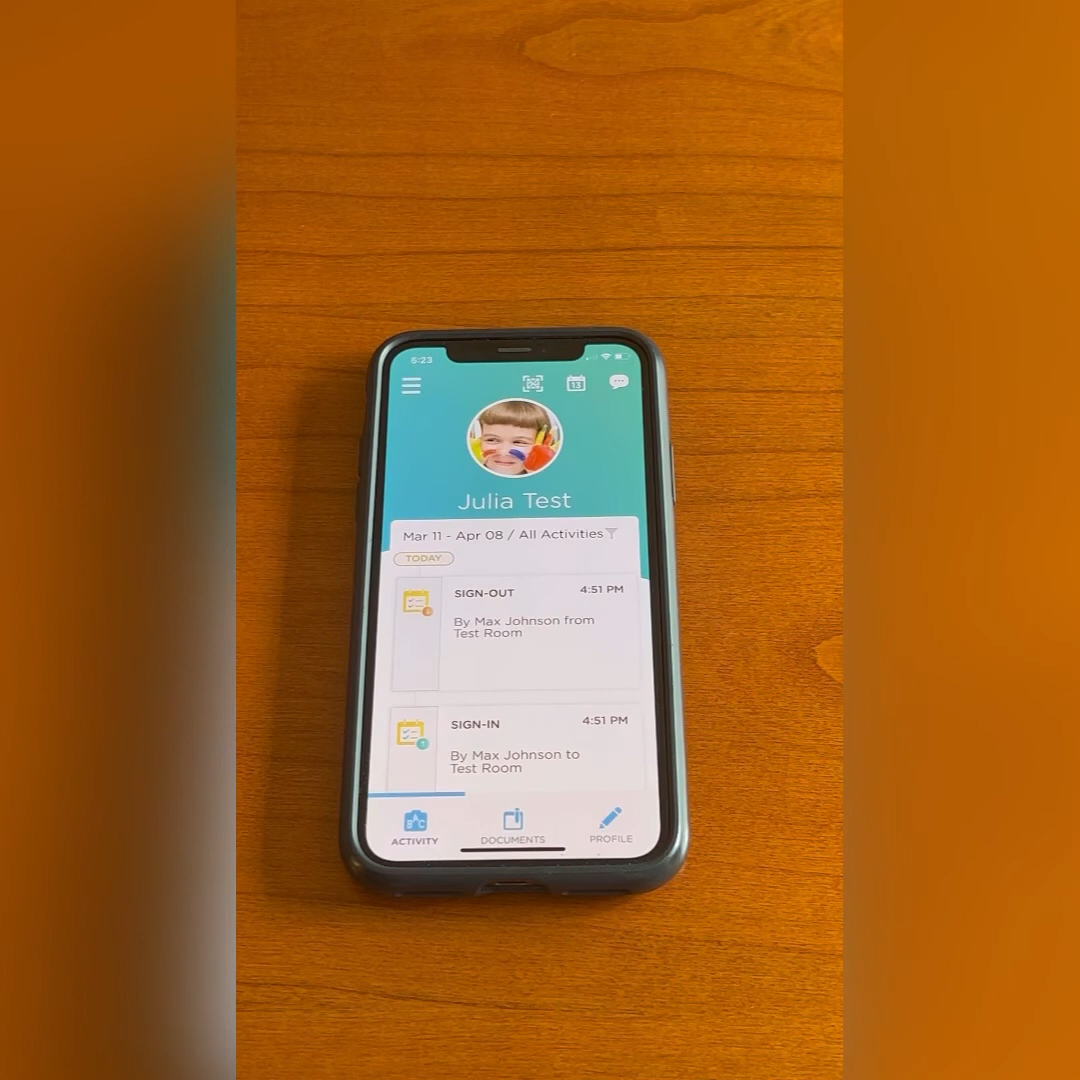 5:23
13
Julia Test
Mar 11 - Apr 08 / All Activities
TODAY
SIGN-OUT
4:51 PM
By Max Johnson from
Test Room
SIGN-IN
4:51 PM
By Max Johnson to
Test Room
ACTIVITY
DOCUMENTS
PROFILE